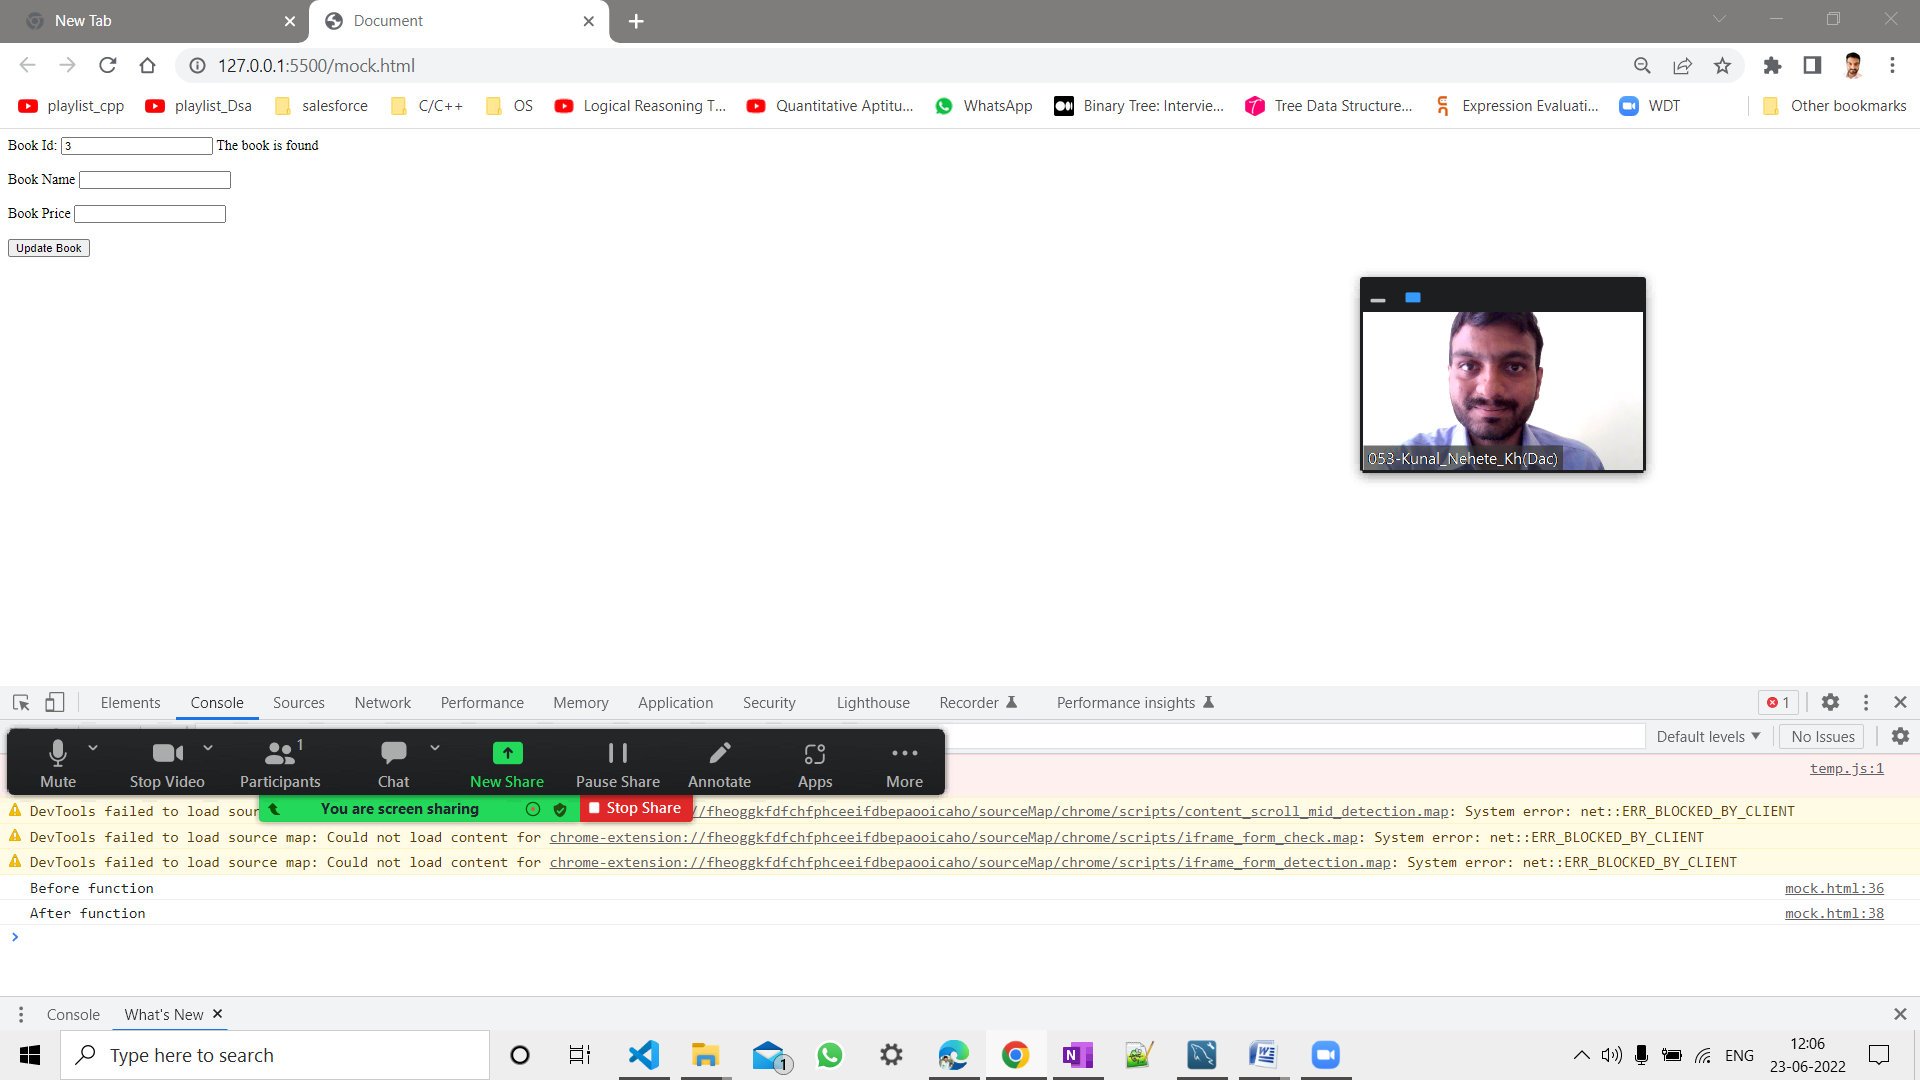 New Tab
Document
127.0.0.1:5500/mock.html
playlist_cpp
playlist_Dsa
salesforce
C/C++
OS
Logical Reasoning T...
Quantitative Aptitu...
WhatsApp
Binary Tree: Intervie...
Tree Data Structure...
Expression Evaluati...
WDT
Other bookmarks
Book Id: 3 The book is found
Book Name
Book Price
Update Book
053-Kunal_Nehete_Kh(Dac)
Elements
Console
Sources
Network
Performance
Memory
Application
Security
Lighthouse
Recorder
Performance insights
1
Default levels
No Issues
Mute
Stop Video
Participants
1
Chat
New Share
Pause Share
Annotate
Apps
More
temp.js:1
You are screen sharing
Stop Share
DevTools failed to load sour
://fheoggkfdfchfphceeifdbepaooicaho/sourceMap/chrome/scripts/content_scroll_mid_detection.map: System error: net::ERR_BLOCKED_BY_CLIENT
DevTools failed to load source map: Could not load content for chrome-extension://fheoggkfdfchfphceeifdbepaooicaho/sourceMap/chrome/scripts/iframe_form_check.map: System error: net::ERR_BLOCKED_BY_CLIENT
DevTools failed to load source map: Could not load content for chrome-extension://fheoggkfdfchfphceeifdbepaooicaho/sourceMap/chrome/scripts/iframe_form_detection.map: System error: net::ERR_BLOCKED_BY_CLIENT
Before function
mock.html:36
After function
mock.html:38
Console
What's New
Type here to search
1
N
ENG
12:06
23-06-2022